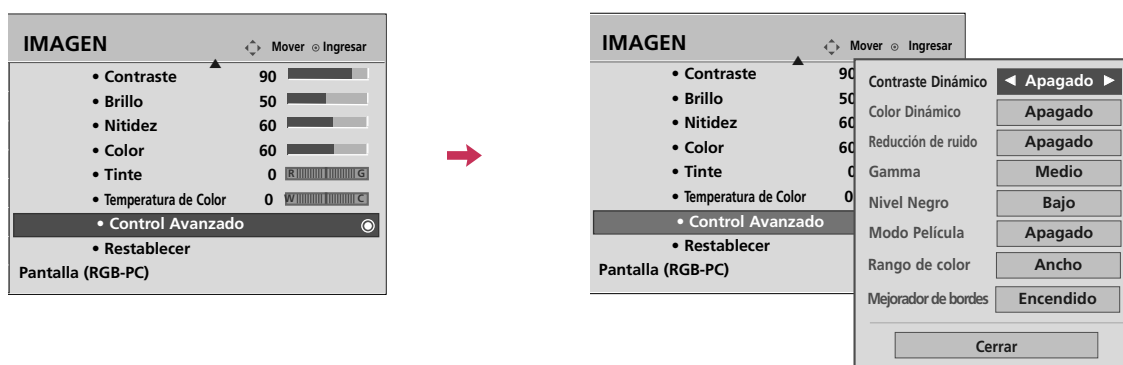 IMAGEN Mover Ingresar
• Contraste 90
• Brillo 50
• Nitidez 60
• Color 60
• Tinte 0 R G
• Temperatura de Color 0 W C
• Control Avanzado
• Restablecer
Pantalla (RGB-PC)
IMAGEN Mover Ingresar
• Contraste 90
• Brillo 50
• Nitidez 60
• Color 60
• Tinte 0
• Temperatura de Color 0
• Control Avanzado
• Restablecer
Pantalla (RGB-PC)
Contraste Dinámico ◄ Apagado ►
Color Dinámico Apagado
Reducción de ruido Apagado
Gamma Medio
Nivel Negro Bajo
Modo Película Apagado
Rango de color Ancho
Mejorador de bordes Encendido
Cerrar